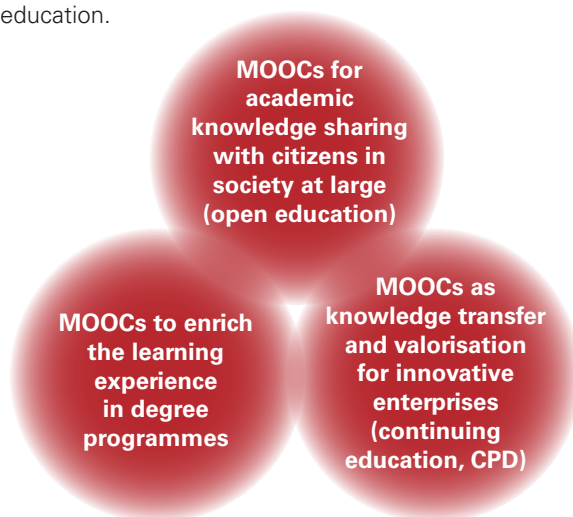 education.
MOOCs for
academic
knowledge sharing
with citizens in
society at large
(open education)
MOOCs to enrich
the learning
experience
in degree
programmes
MOOCs as
knowledge transfer
and valorisation
for innovative
enterprises
(continuing
education, CPD)